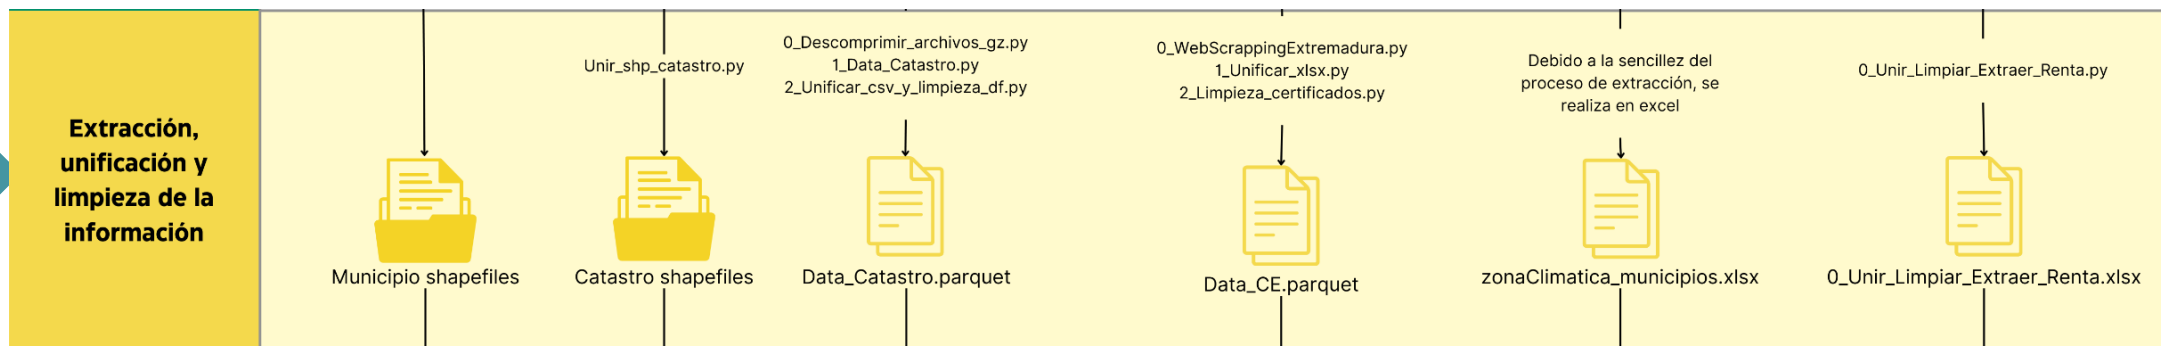 Extracción,
unificación y
limpieza de la
información
Unir_shp_catastro.py
0_Descomprimir_archivos_gz.py
1_Data_Catastro.py
2_Unificar_csv_y_limpieza_df.py
0_WebScrappingExtremadura.py
1_Unificar_xlsx.py
2_Limpieza_certificados.py
Debido a la sencillez del
proceso de extracción, se
realiza en excel
0_Unir_Limpiar_Extraer_Renta.py
Municipio shapefiles
Catastro shapefiles
Data_Catastro.parquet
Data_CE.parquet
zonaClimatica_municipios.xlsx
0_Unir_Limpiar_Extraer_Renta.xlsx